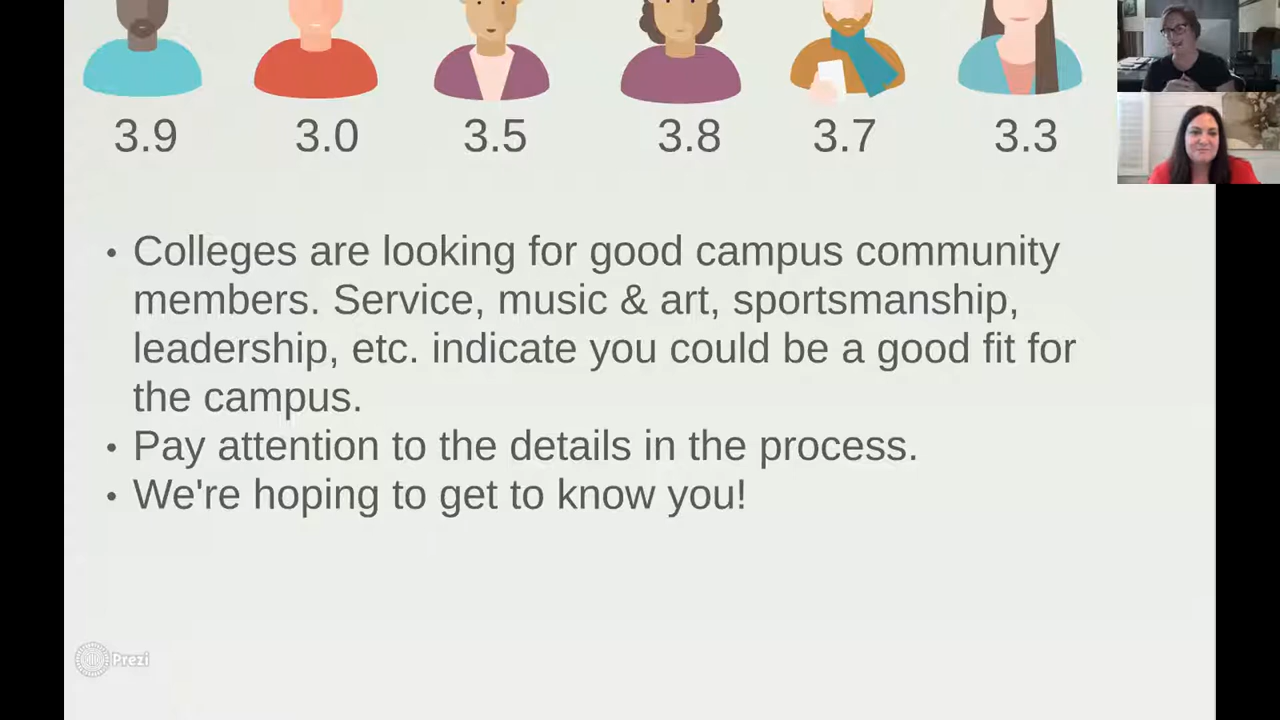 3.9 3.0 3.5 3.8 3.7 3.3
• Colleges are looking for good campus community
members. Service, music & art, sportsmanship,
leadership, etc. indicate you could be a good fit for
the campus.
• Pay attention to the details in the process.
• We're hoping to get to know you!
Prezi